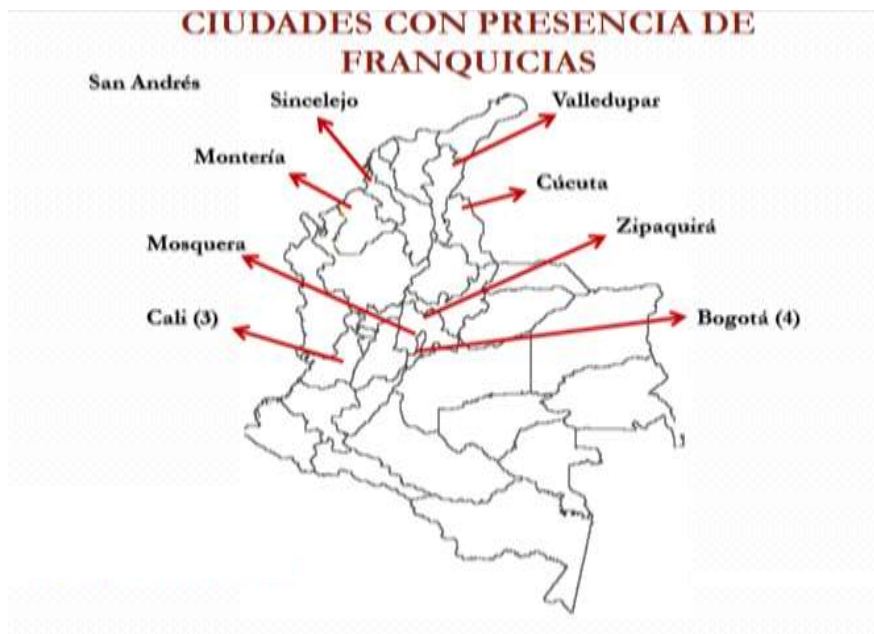 CIUDADES CON PRESENCIA DE
FRANQUICIAS
San Andrés
Sincelejo
Valledupar
Montería
Cúcuta
Zipaquirá
Mosquera
Cali (3)
Bogotá (4)